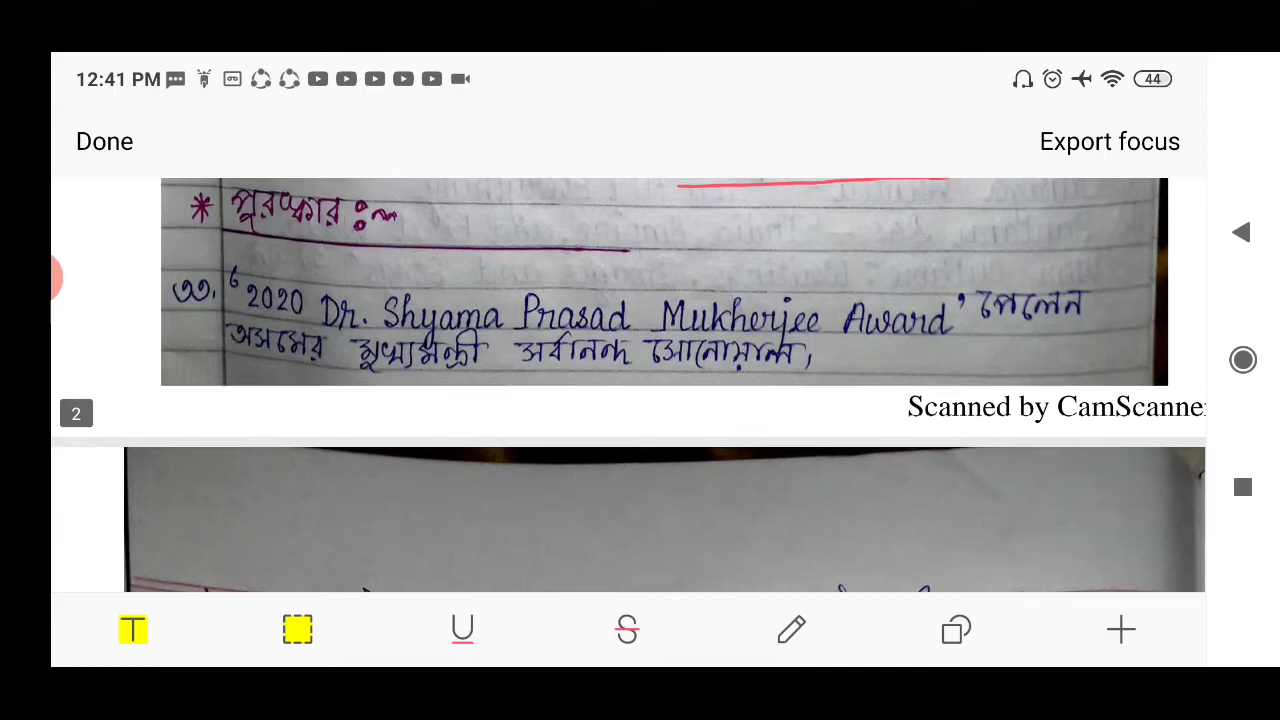 12:41 PM
44
Done
Export focus
* পুরষ্কার :~
৩৩. ‘2020 Dr. Shyama Prasad Mukherjee Award’ পেলেন
অসমের মুখ্যমন্ত্রী সর্বানন্দ সোনোয়াল,
2
Scanned by CamScanne